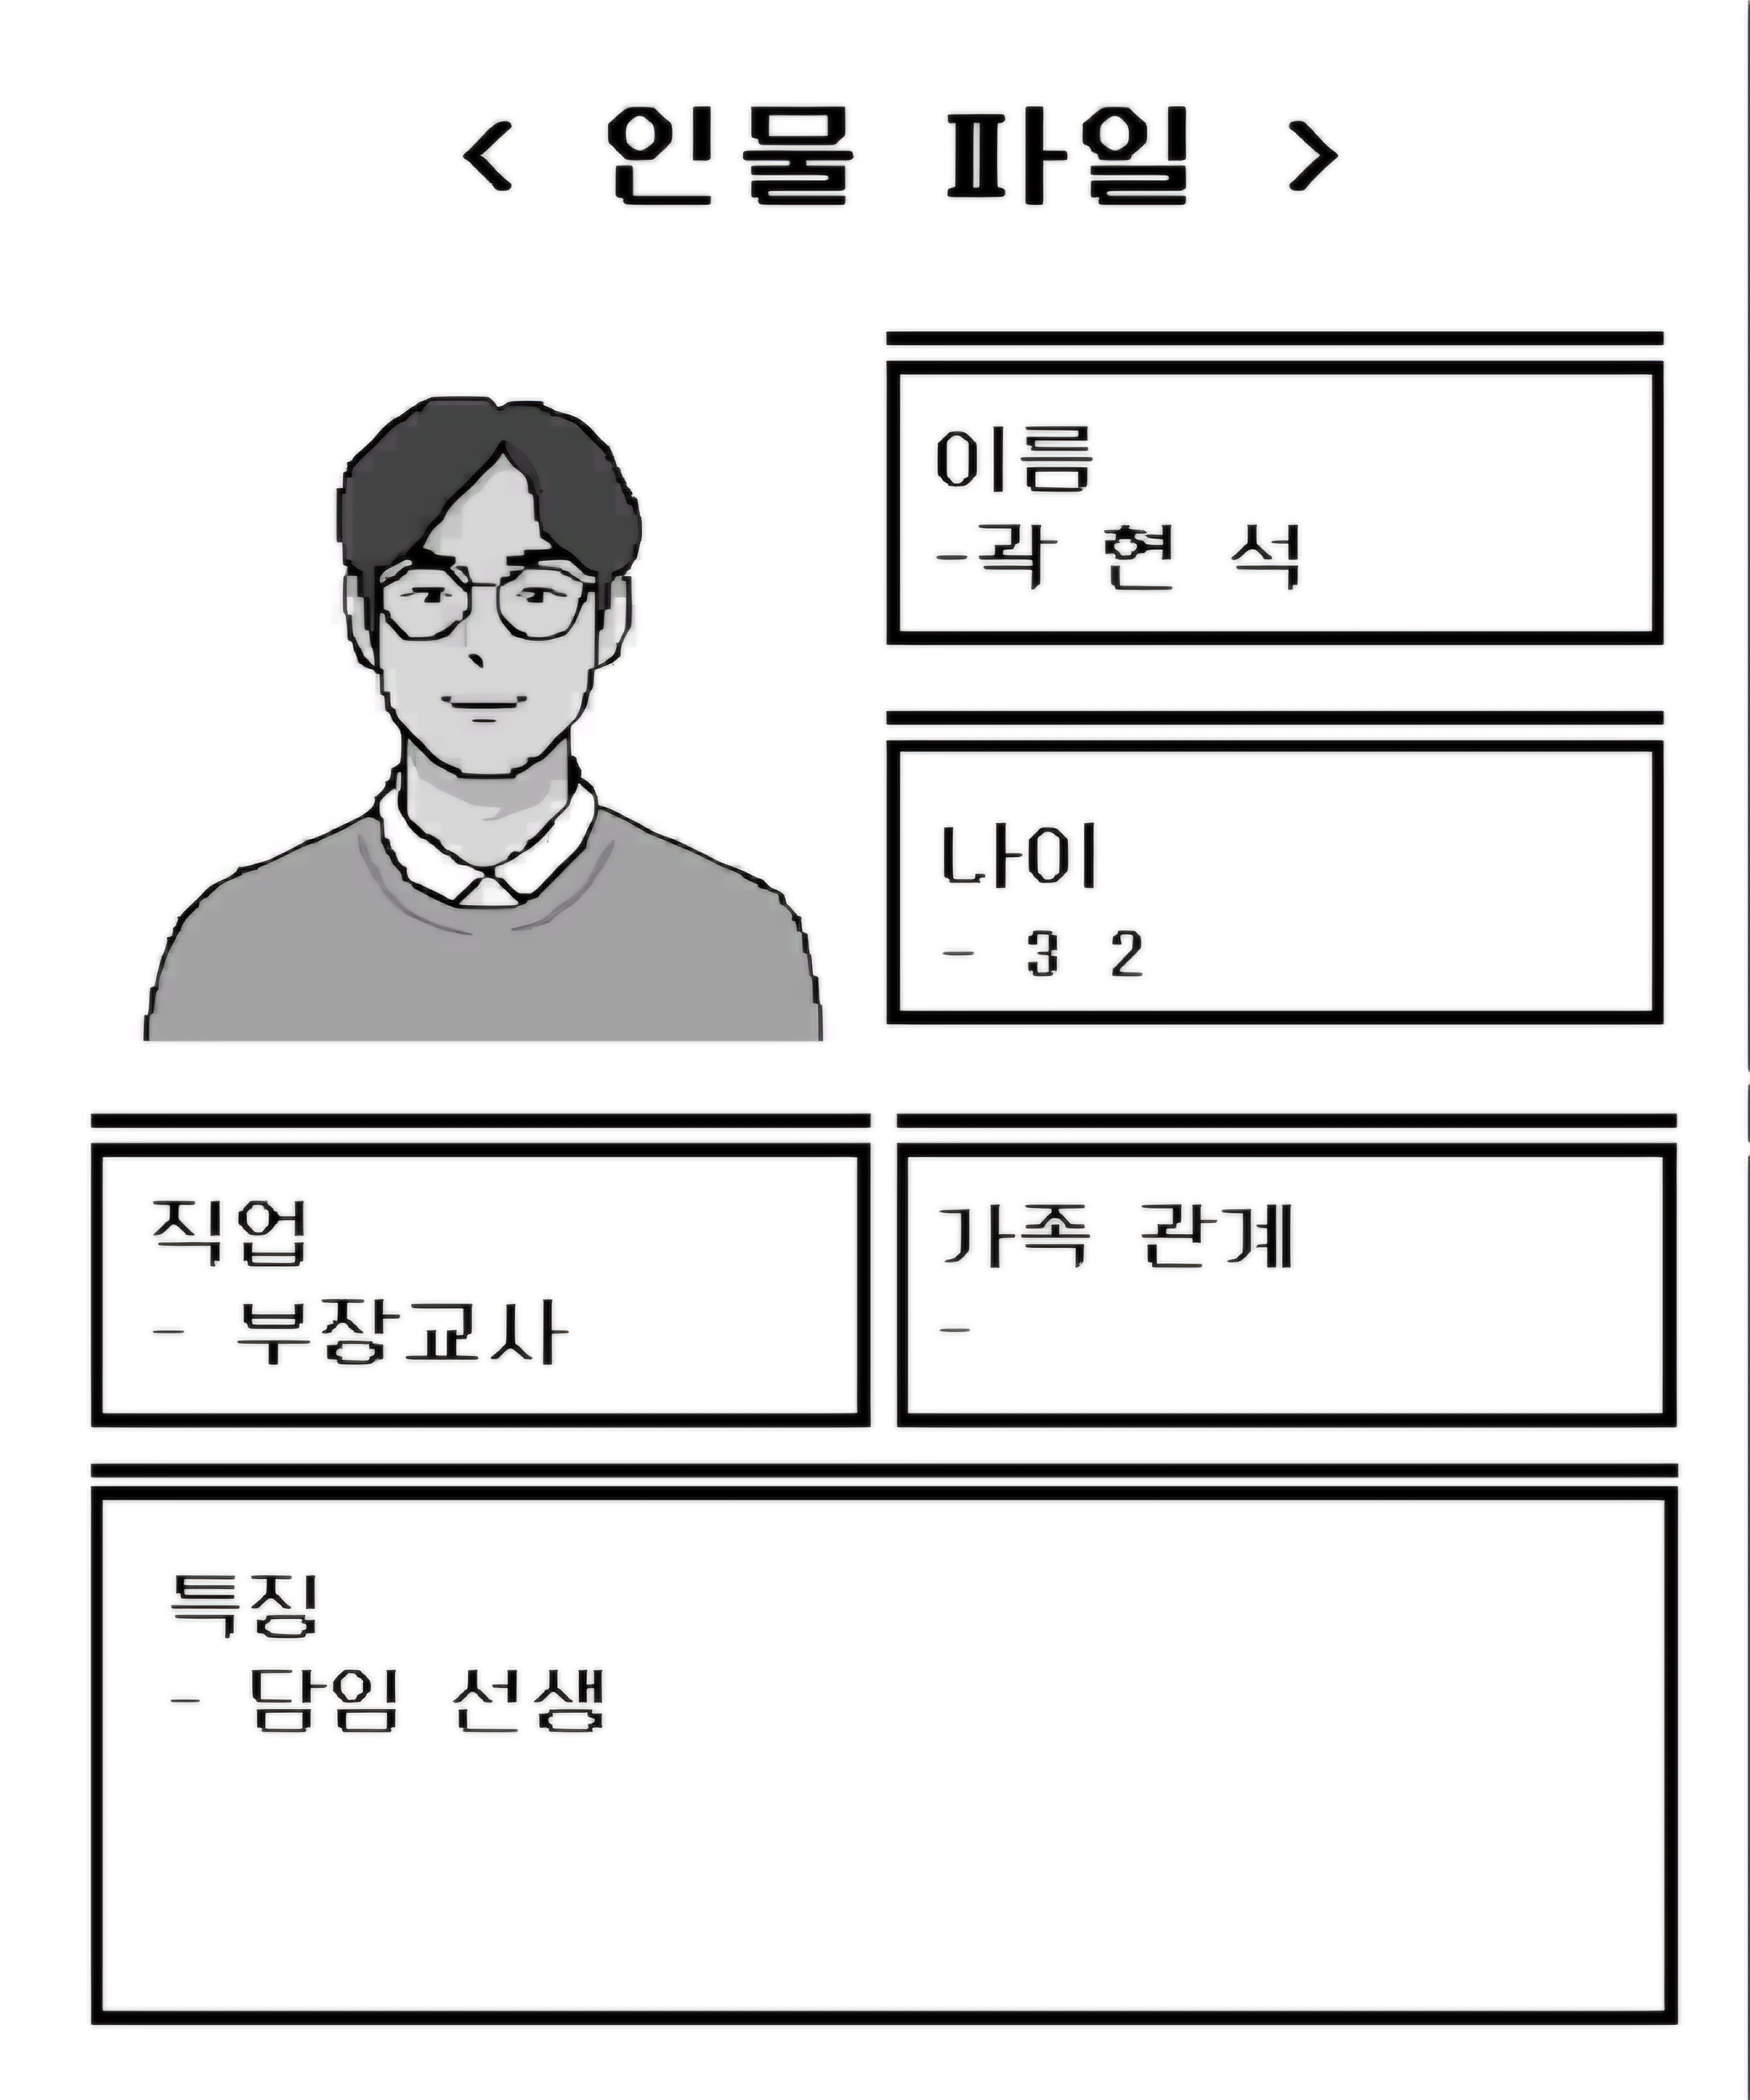 < 인물 파일 >
이름
-곽 현 석
나이
- 3 2
직업
- 부장교사
가족 관계
-
특징
- 담임 선생